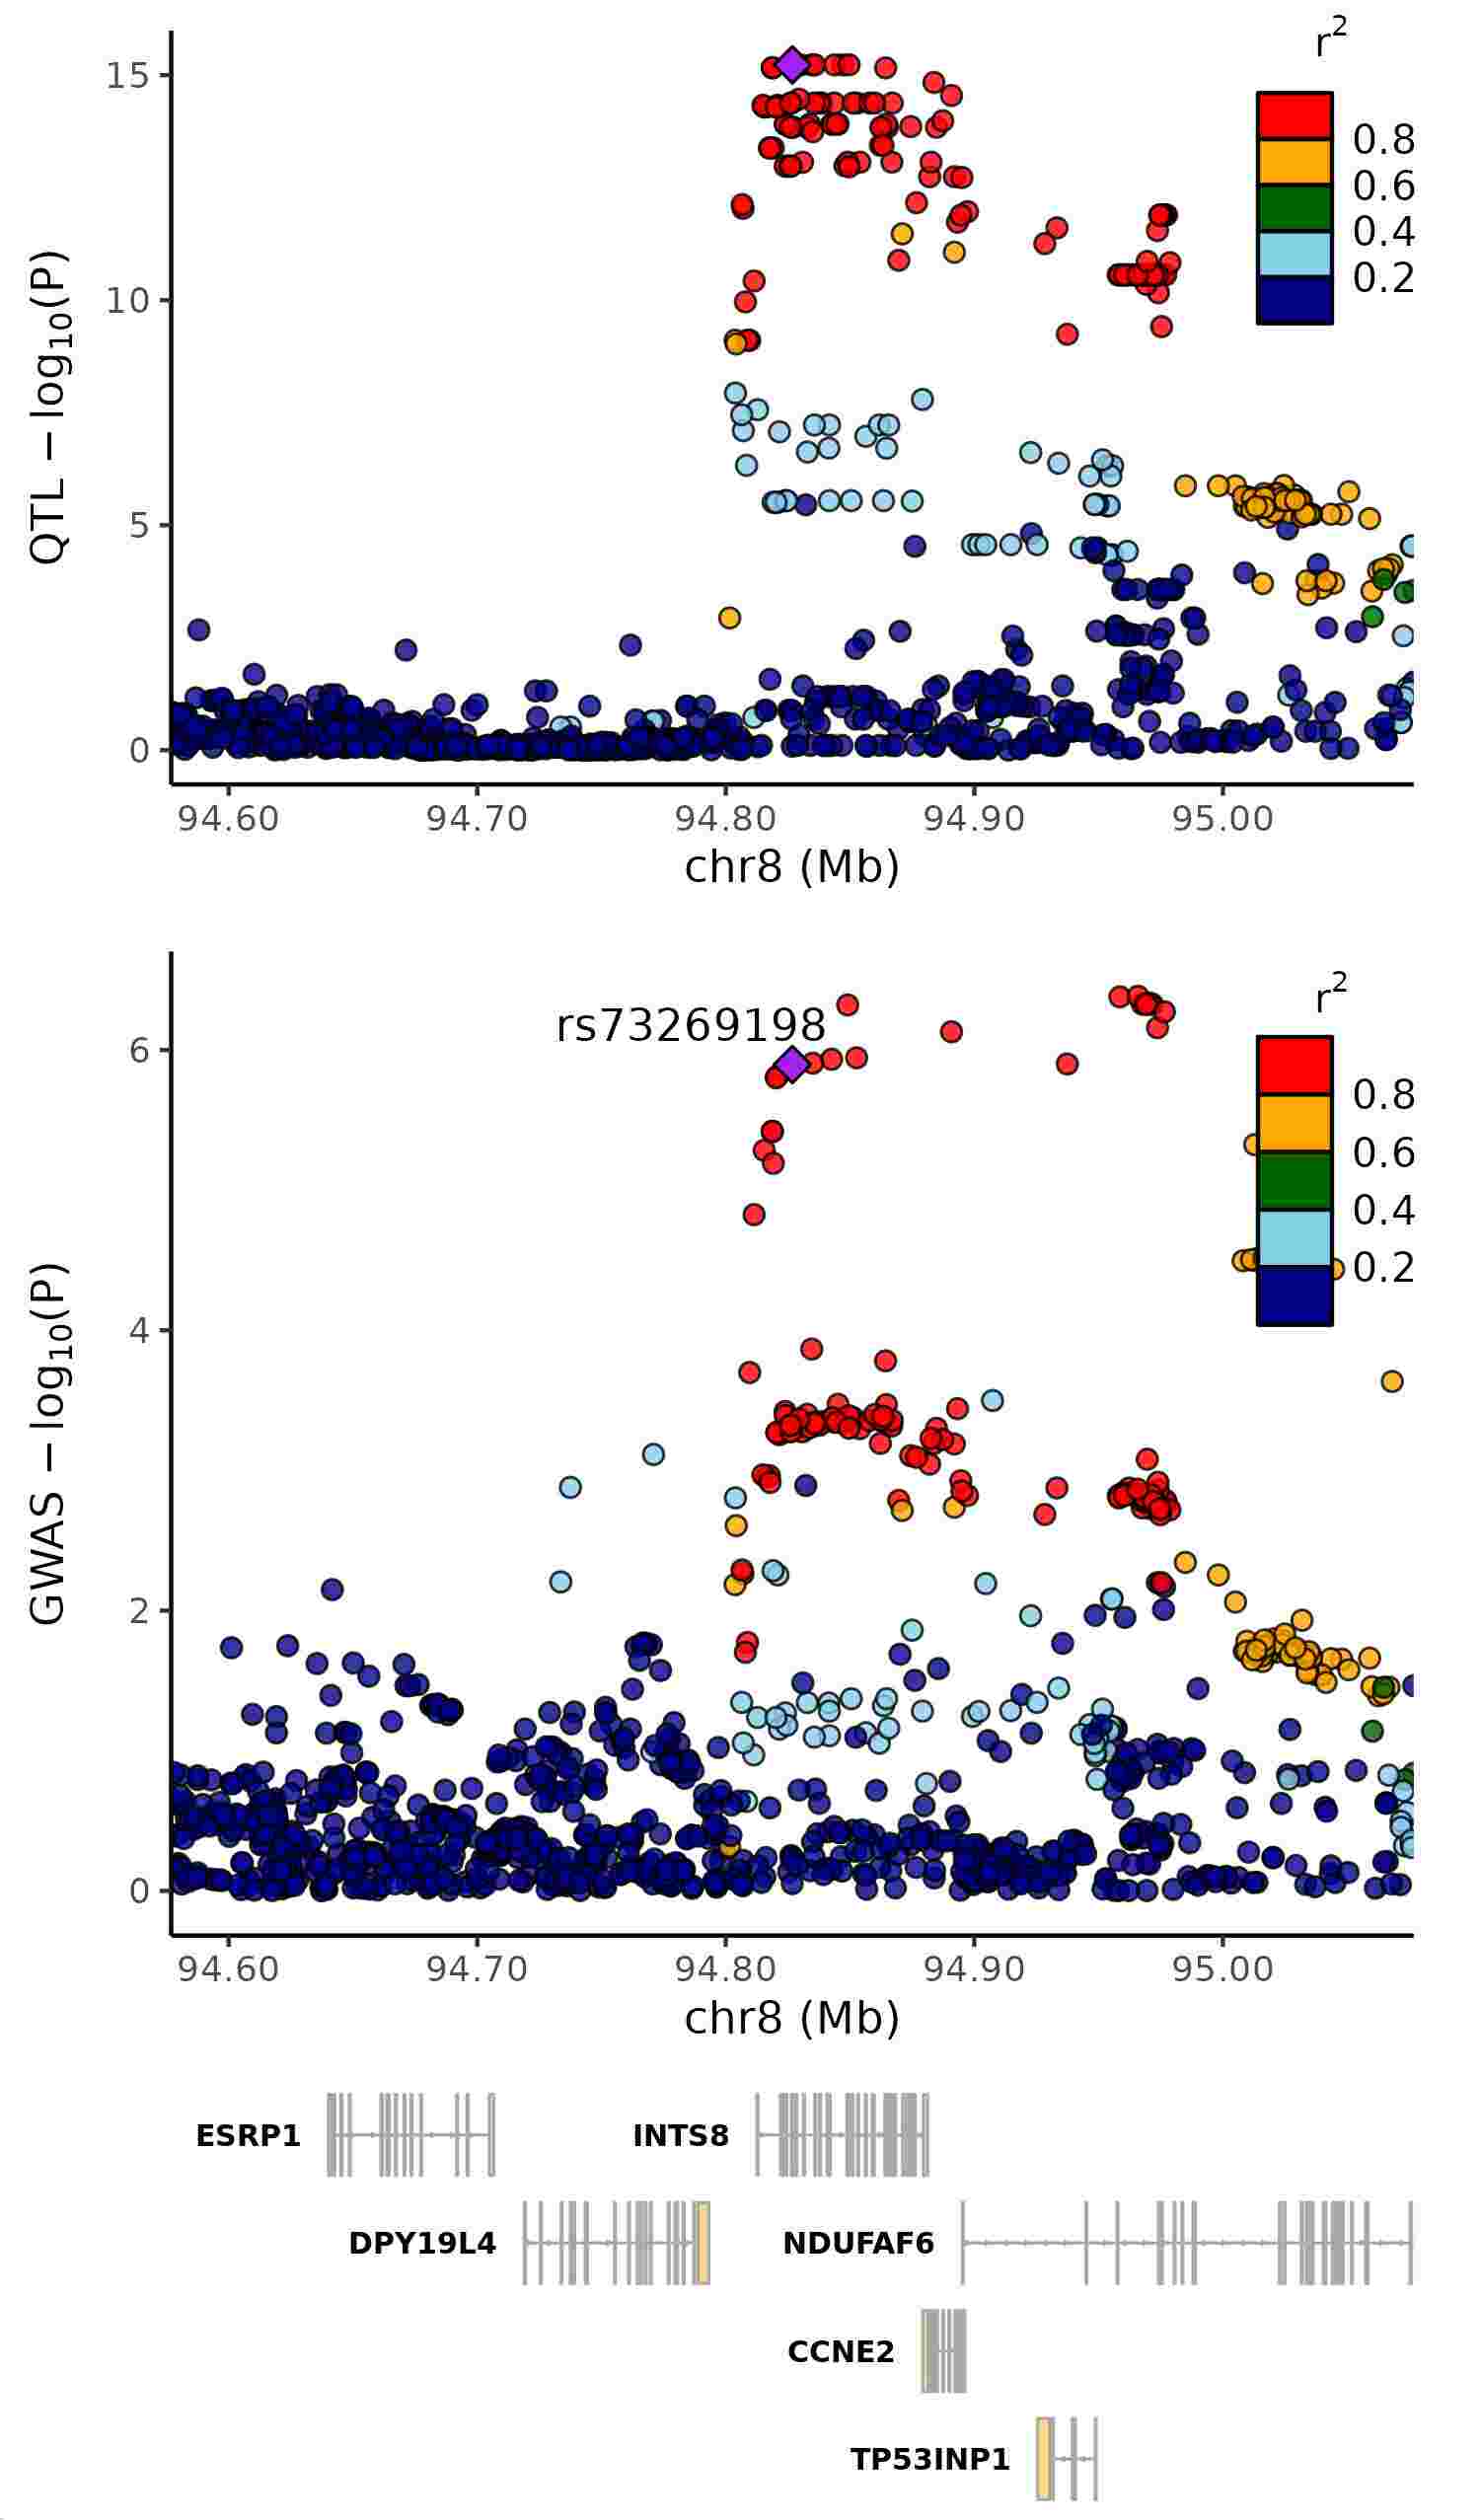 r2
15
10
5
0
QTL −log10(P)
0.8
0.6
0.4
0.2
94.60 94.70 94.80 94.90 95.00
chr8 (Mb)
r2
rs73269198
6
4
2
0
GWAS −log10(P)
0.8
0.6
0.4
0.2
94.60 94.70 94.80 94.90 95.00
chr8 (Mb)
ESRP1 INTS8
DPY19L4 NDUFAF6
CCNE2
TP53INP1